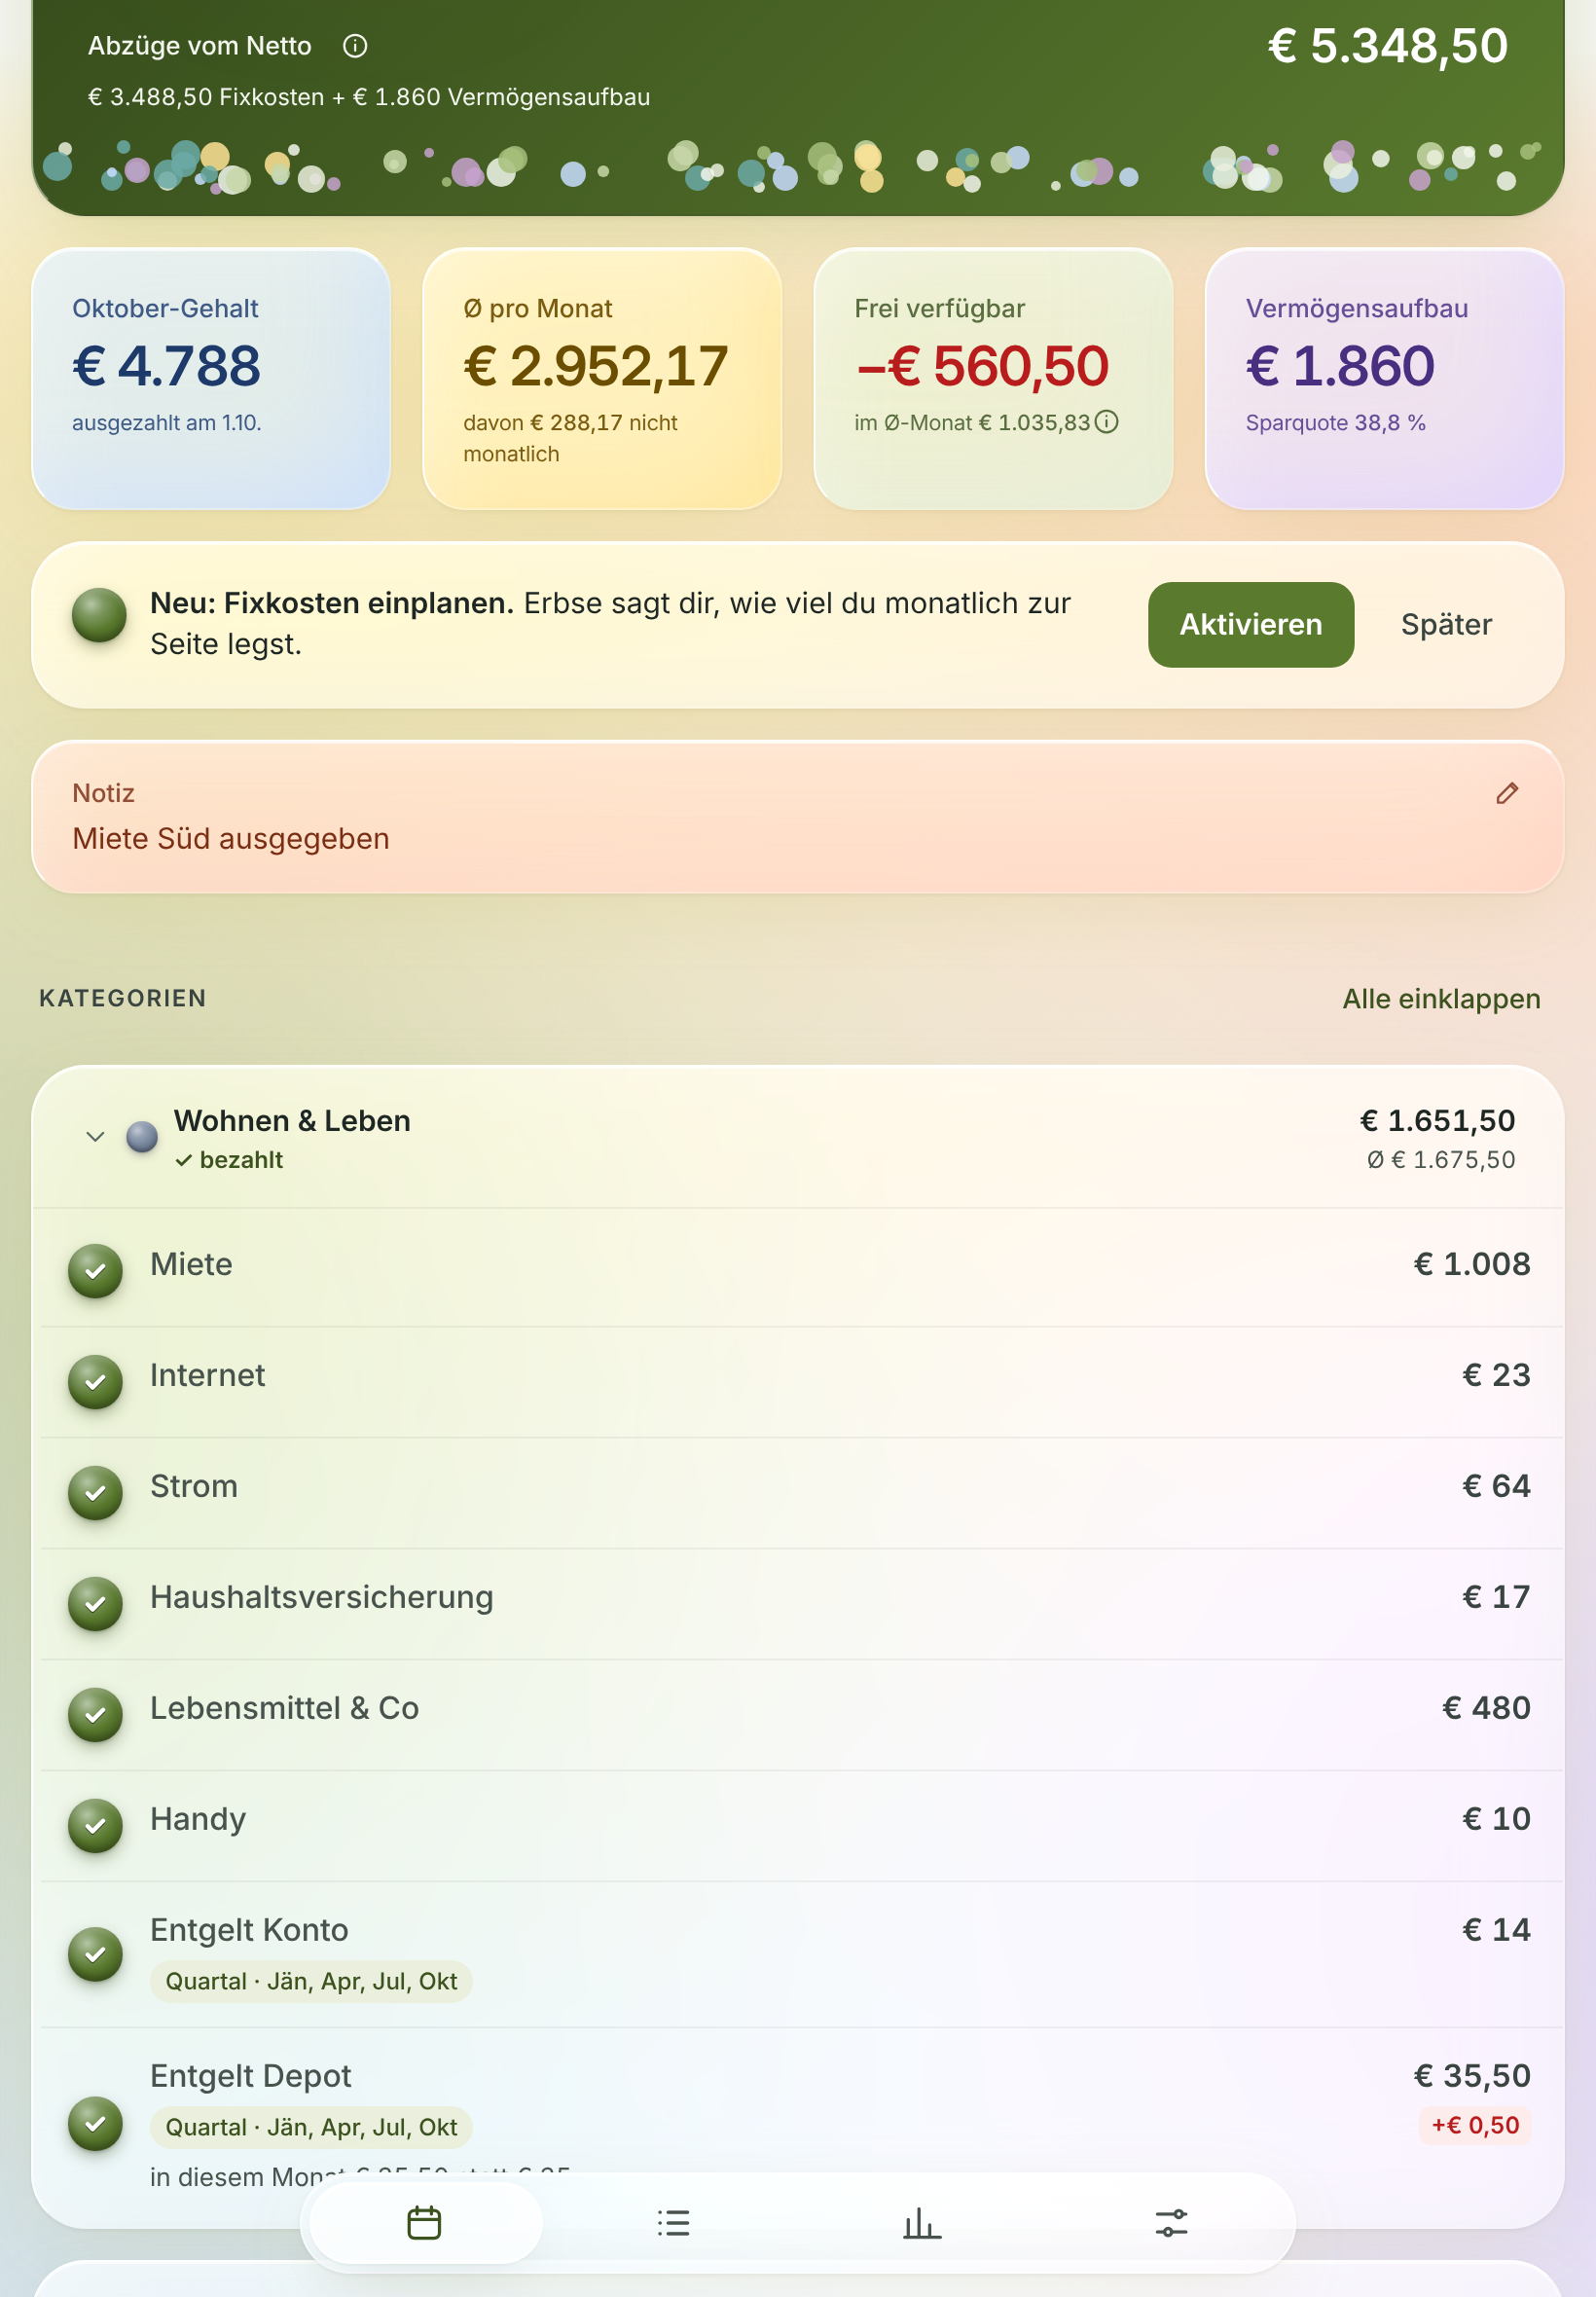 Abzüge vom Netto
€ 5.348,50
€ 3.488,50 Fixkosten + € 1.860 Vermögensaufbau
Oktober-Gehalt
€ 4.788
ausgezahlt am 1.10.
Ø pro Monat
€ 2.952,17
davon € 288,17 nicht
monatlich
Frei verfügbar
–€ 560,50
im Ø-Monat € 1.035,83
Vermögensaufbau
€ 1.860
Sparquote 38,8 %
Neu: Fixkosten einplanen. Erbse sagt dir, wie viel du monatlich zur
Seite legst.
Aktivieren
Später
Notiz
Miete Süd ausgegeben
KATEGORIEN
Alle einklappen
Wohnen & Leben
€ 1.651,50
bezahlt
Ø € 1.675,50
Miete
€ 1.008
Internet
€ 23
Strom
€ 64
Haushaltsversicherung
€ 17
Lebensmittel & Co
€ 480
Handy
€ 10
Entgelt Konto
€ 14
Quartal · Jän, Apr, Jul, Okt
Entgelt Depot
€ 35,50
Quartal · Jän, Apr, Jul, Okt
+€ 0,50
in diesem Monat € 35,50 statt € 35